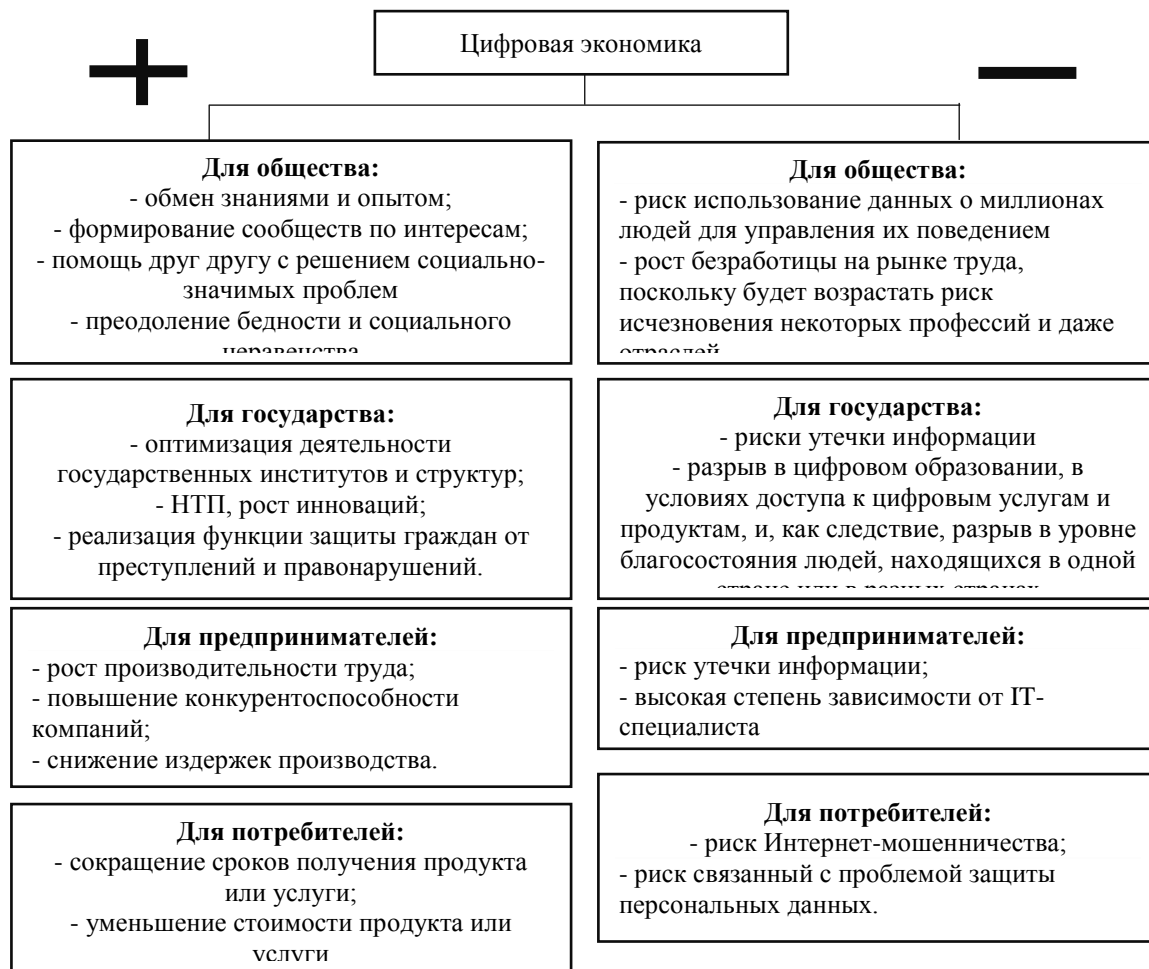 Цифровая экономика
Для общества:
- обмен знаниями и опытом;
- формирование сообществ по интересам;
- помощь друг другу с решением социально-
значимых проблем
- преодоление бедности и социального
неравенства
Для государства:
- оптимизация деятельности
государственных институтов и структур;
- НТП, рост инноваций;
- реализация функции защиты граждан от
преступлений и правонарушений.
Для предпринимателей:
- рост производительности труда;
- повышение конкурентоспособности
компаний;
- снижение издержек производства.
Для потребителей:
- сокращение сроков получения продукта
или услуги;
- уменьшение стоимости продукта или
услуги
Для общества:
- риск использование данных о миллионах
людей для управления их поведением
- рост безработицы на рынке труда,
поскольку будет возрастать риск
исчезновения некоторых профессий и даже
отраслей
Для государства:
- риски утечки информации
- разрыв в цифровом образовании, в
условиях доступа к цифровым услугам и
продуктам, и, как следствие, разрыв в уровне
благосостояния людей, находящихся в одной
стране или в разных странах
Для предпринимателей:
- риск утечки информации;
- высокая степень зависимости от IT-
специалиста
Для потребителей:
- риск Интернет-мошенничества;
- риск связанный с проблемой защиты
персональных данных.